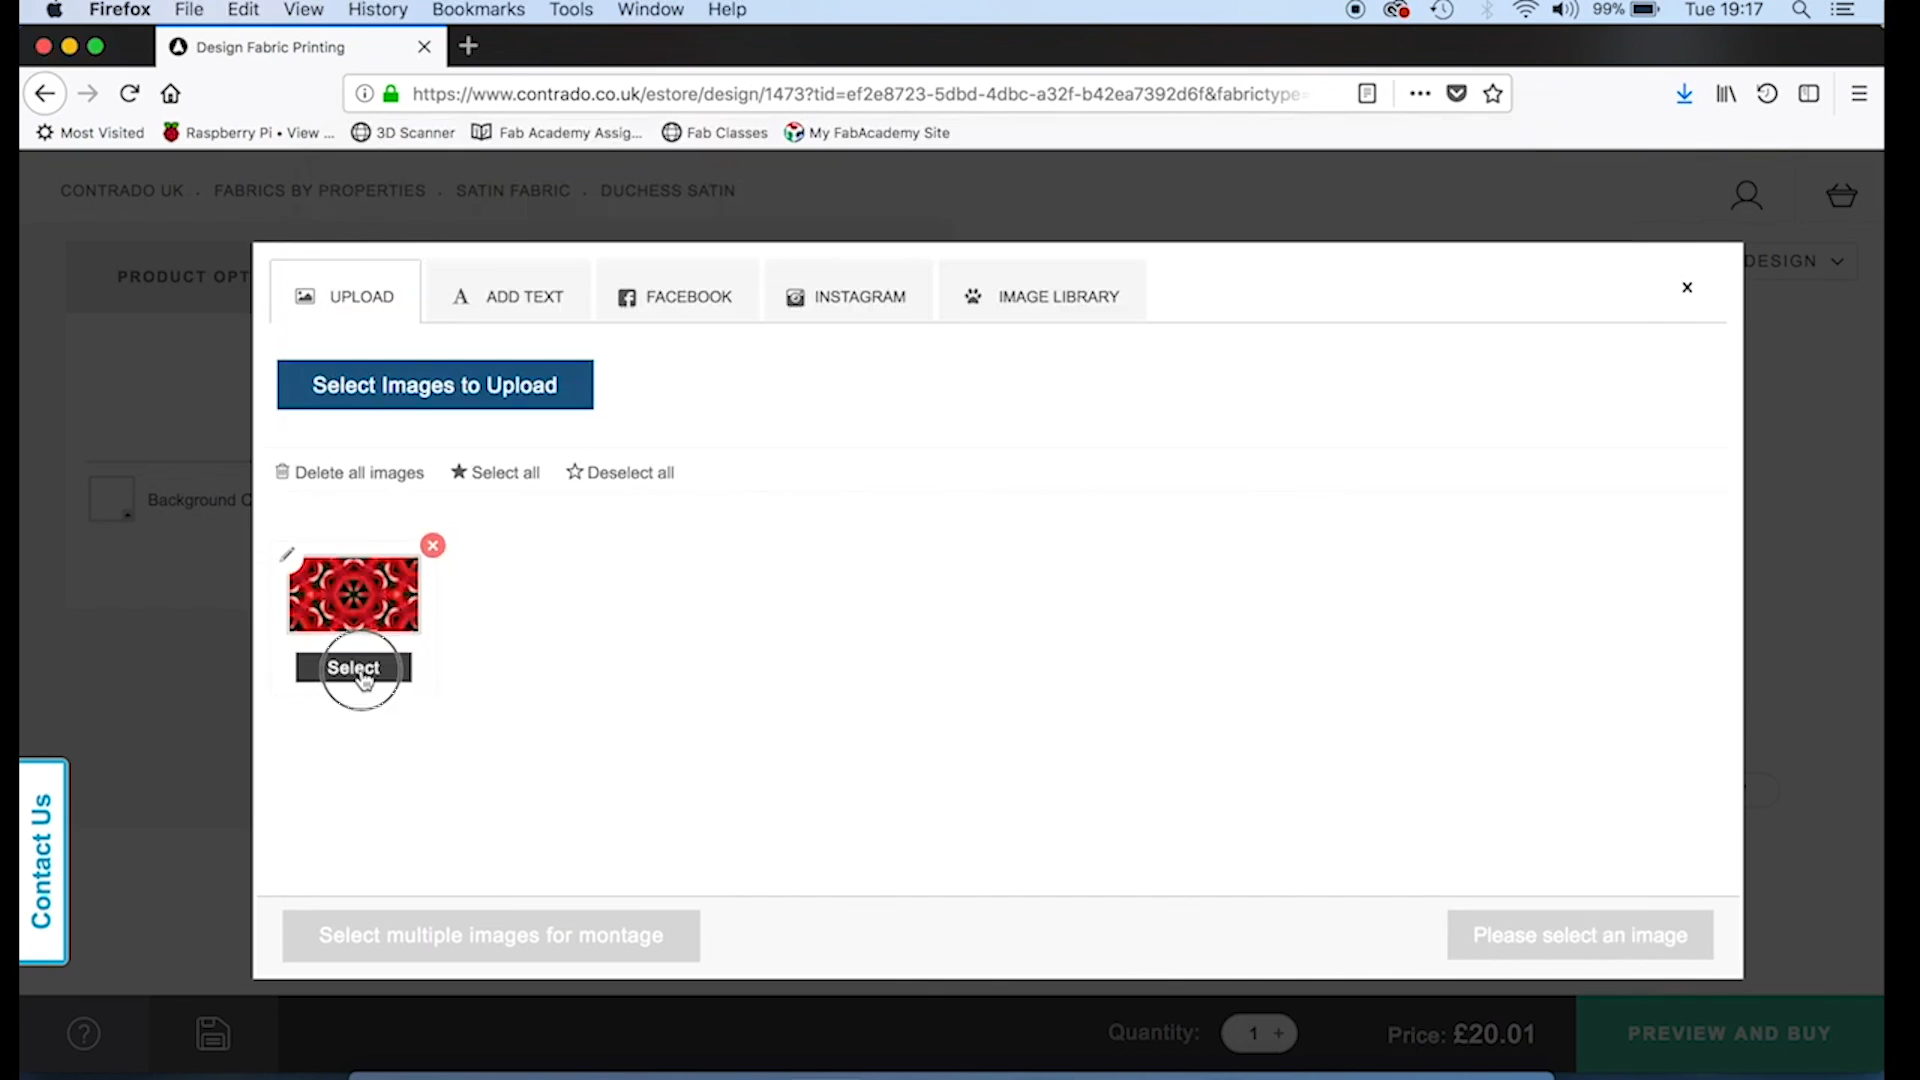 Firefox File Edit View History Bookmarks Tools Window Help 99% Tue 19:17
Design Fabric Printing
https://www.contrado.co.uk/estore/design/1473?tid=ef2e8723-5dbd-4dbc-a32f-b42ea7392d6f&fabrictype=
Most Visited Raspberry Pi • View ... 3D Scanner Fab Academy Assig... Fab Classes My FabAcademy Site
CONTRADO UK . FABRICS BY PROPERTIES . SATIN FABRIC . DUCHESS SATIN
PRODUCT OPT
DESIGN
UPLOAD ADD TEXT FACEBOOK INSTAGRAM IMAGE LIBRARY x
Select Images to Upload
Delete all images Select all Deselect all
Background C
Select
Contact Us
Select multiple images for montage Please select an image
Quantity: 1 + Price: £20.01 PREVIEW AND BUY